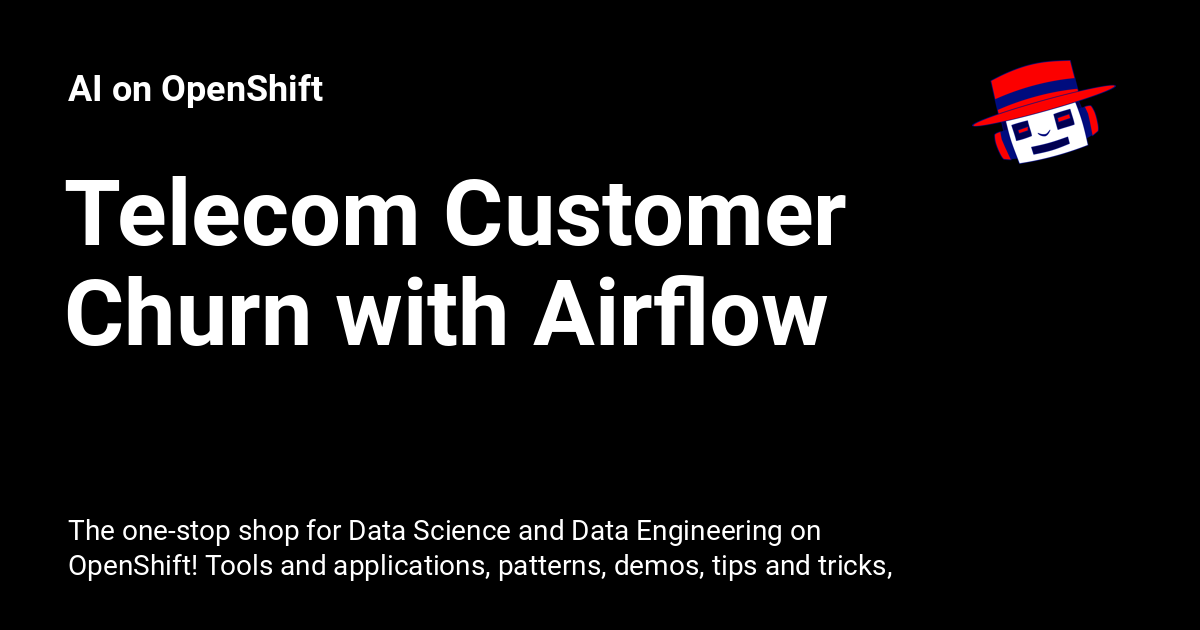 AI on OpenShift
Telecom Customer
Churn with Airflow
The one-stop shop for Data Science and Data Engineering on
OpenShift! Tools and applications, patterns, demos, tips and tricks,